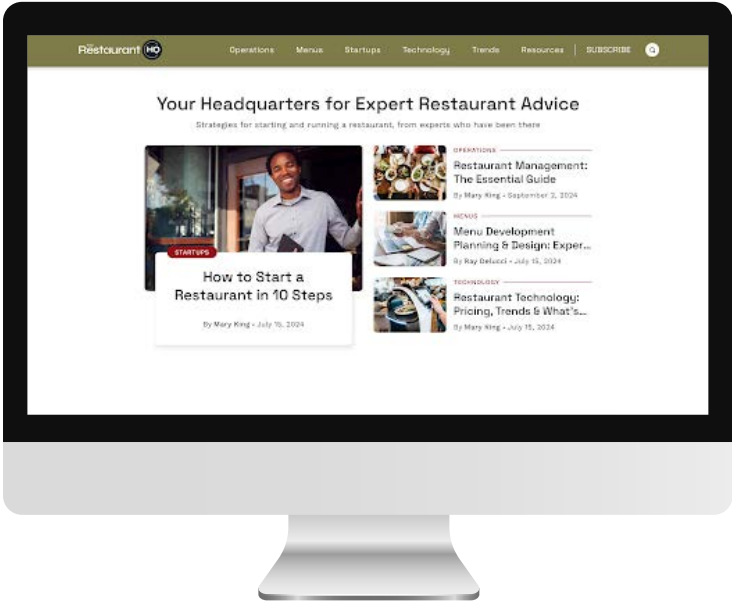 The Restaurant HQ
Operations Menus Startups Technology Trends Resources SUBSCRIBE
Your Headquarters for Expert Restaurant Advice
Strategies for starting and running a restaurant, from experts who have been there
STARTUPS
How to Start a
Restaurant in 10 Steps
By Mary King • July 15, 2024
OPERATIONS
Restaurant Management:
The Essential Guide
By Mary King • September 2, 2024
MENUS
Menu Development
Planning & Design: Exper...
By Ray Delucci • July 15, 2024
TECHNOLOGY
Restaurant Technology:
Pricing, Trends & What's...
By Mary King • July 15, 2024